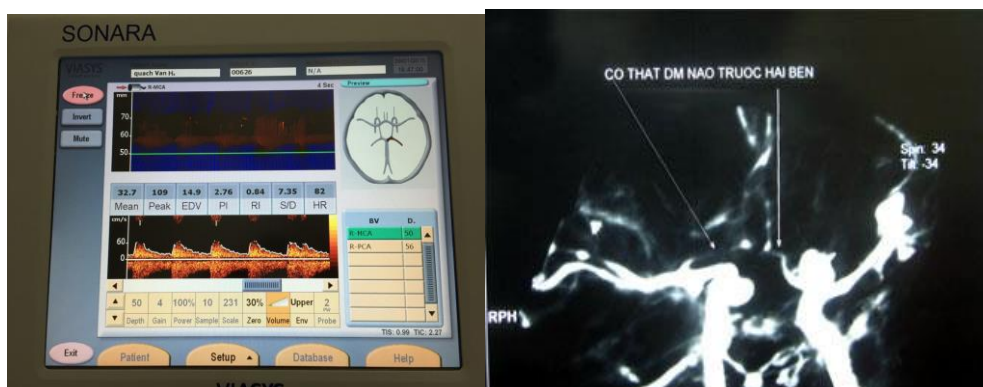 SONARA
VIASYS
quach Van H, 00626 N/A
R-MCA 4 Sec Preview
Freeze
Invert
Mute
70
60
50
32.7 109 14.9 2.76 0.84 7.35 82
Mean Peak EDV PI RI S/D HR
cm/s
60
0
BV D.
R-MCA 50
R-PCA 56
50 4 100% 10 231 30% Upper 2
Depth Gain Power Sample Scale Zero Volume Env Probe
TIS: 0.99 TIC: 2.27
Exit Patient Setup Database Help
VIASYS
CO THAT DM NAO TRUOC HAI BEN
Spin: 34
Tilt: -34
RPH